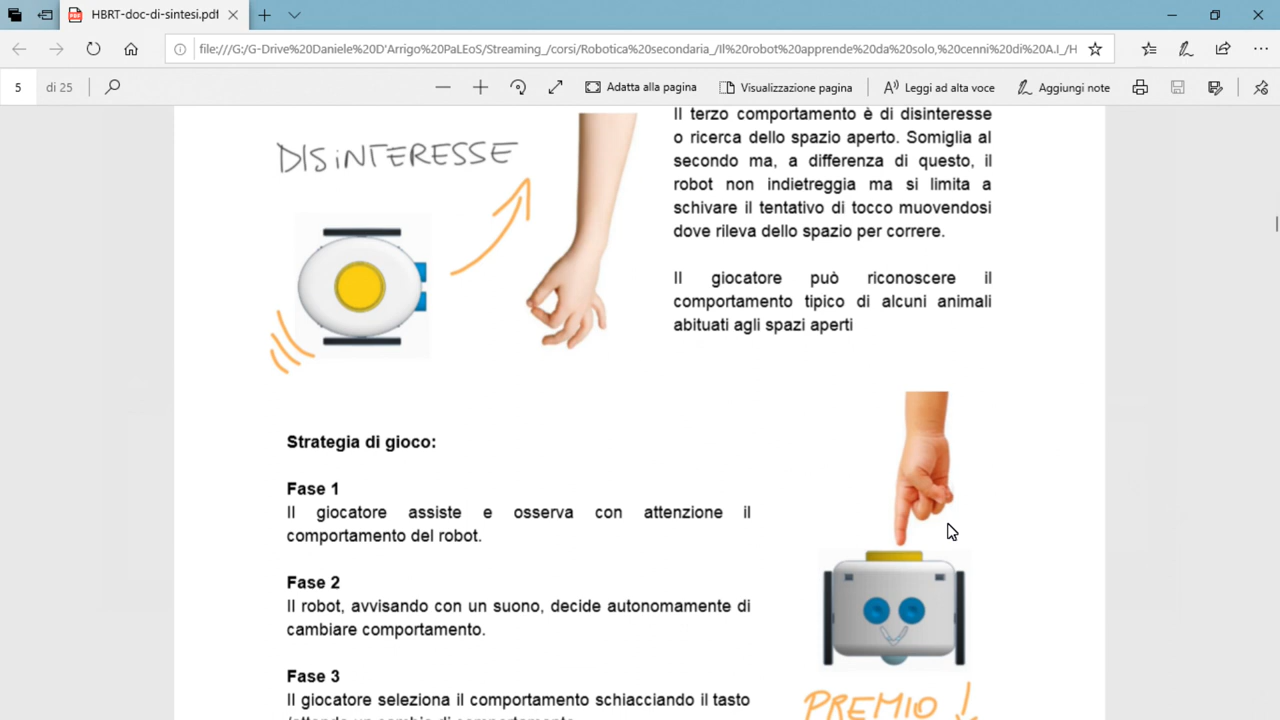 HBRT-doc-di-sintesi.pdf
file:///G:/G-Drive%20Daniele%20D'Arrigo%20PaLEoS/Streaming_/corsi/Robotica%20secondaria_/Il%20robot%20apprende%20da%20solo,%20cenni%20di%20A.I_/H
5 di 25
Adatta alla pagina
Visualizzazione pagina
Leggi ad alta voce
Aggiungi note
DISiNTERESSE
Il terzo comportamento è di disinteresse
o ricerca dello spazio aperto. Somiglia al
secondo ma, a differenza di questo, il
robot non indietreggia ma si limita a
schivare il tentativo di tocco muovendosi
dove rileva dello spazio per correre.
Il giocatore può riconoscere il
comportamento tipico di alcuni animali
abituati agli spazi aperti
Strategia di gioco:
Fase 1
Il giocatore assiste e osserva con attenzione il
comportamento del robot.
Fase 2
Il robot, avvisando con un suono, decide autonomamente di
cambiare comportamento.
Fase 3
Il giocatore seleziona il comportamento schiacciando il tasto
PREMIO